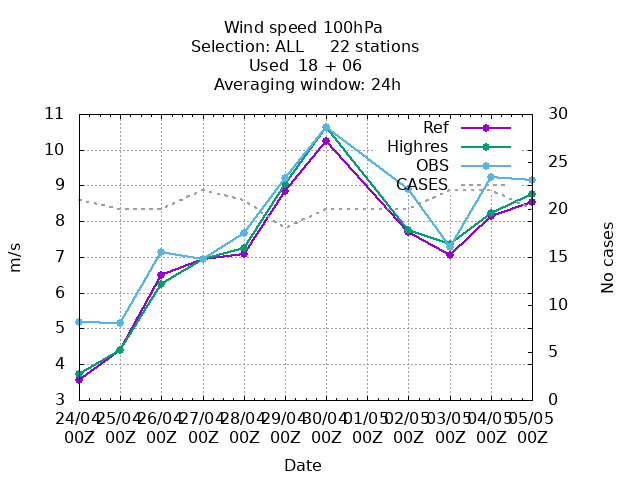 Wind speed 100hPa
Selection: ALL     22 stations
Used  18 + 06
Averaging window: 24h
11
10
9
8
7
6
5
4
3
m/s
30
25
20
15
10
5
0
No cases
Ref
Highres
OBS
CASES
24/04 25/04 26/04 27/04 28/04 29/04 30/04 01/05 02/05 03/05 04/05 05/05
00Z 00Z 00Z 00Z 00Z 00Z 00Z 00Z 00Z 00Z 00Z 00Z
Date